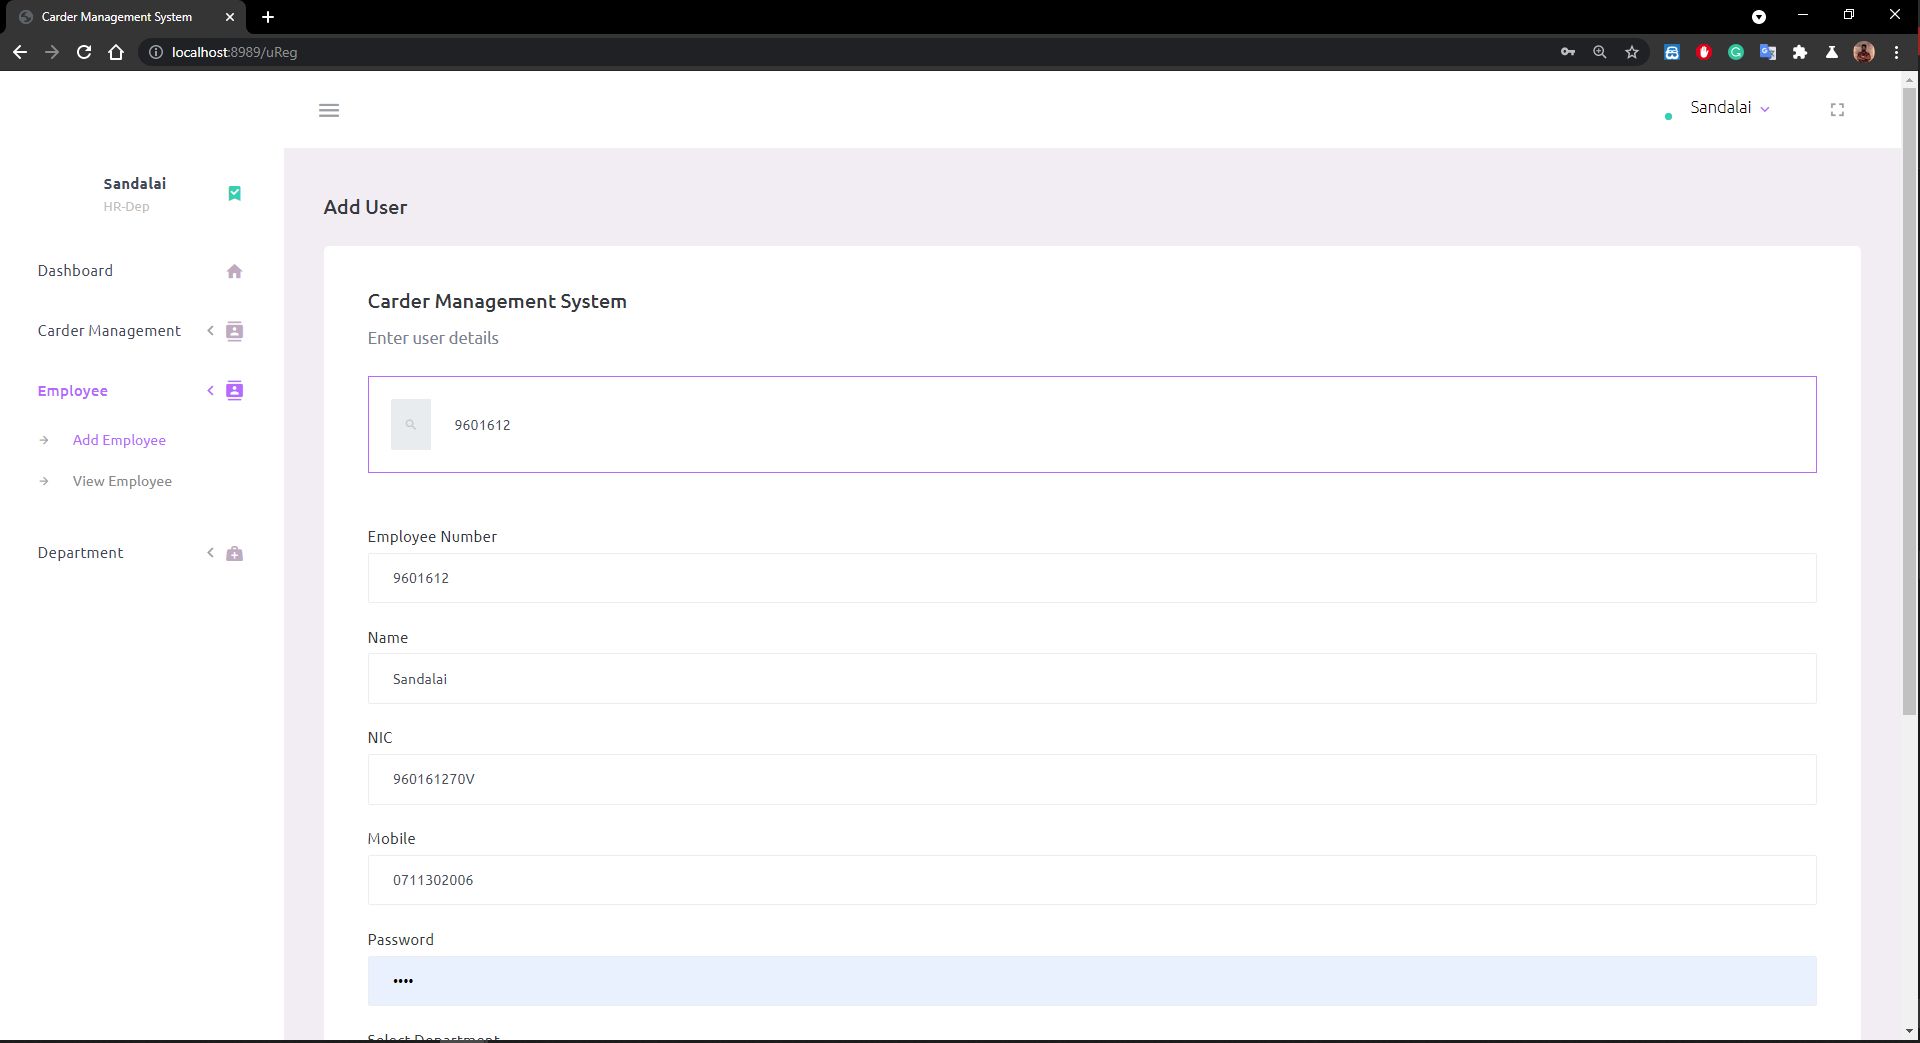 Carder Management System
localhost:8989/uReg
Sandalai
Sandalai
HR-Dep
Dashboard
Carder Management
Employee
Add Employee
View Employee
Department
Add User
Carder Management System
Enter user details
9601612
Employee Number
9601612
Name
Sandalai
NIC
960161270V
Mobile
0711302006
Password
••••
Select Department